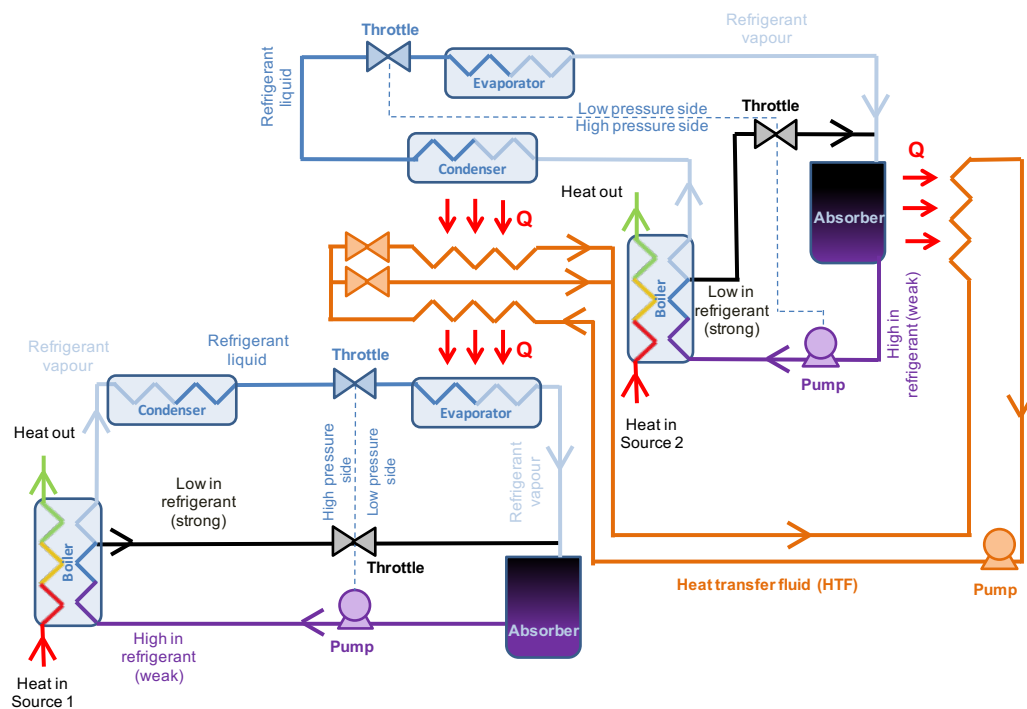 Refrigerant
vapour
Throttle
Refrigerant
liquid
Evaporator
Low pressure side
High pressure side
Throttle
Condenser
Q
Heat out
Absorber
Q
Boiler
Low in
refrigerant
(strong)
High in
refrigerant (weak)
Pump
Heat in
Source 2
Q
Refrigerant
vapour
Refrigerant
liquid
Throttle
Condenser
Evaporator
Heat out
High pressure
side
Low pressure
side
Refrigerant
vapour
Low in
refrigerant
(strong)
Boiler
Throttle
Heat transfer fluid (HTF)
Pump
Absorber
High in
refrigerant
(weak)
Pump
Heat in
Source 1